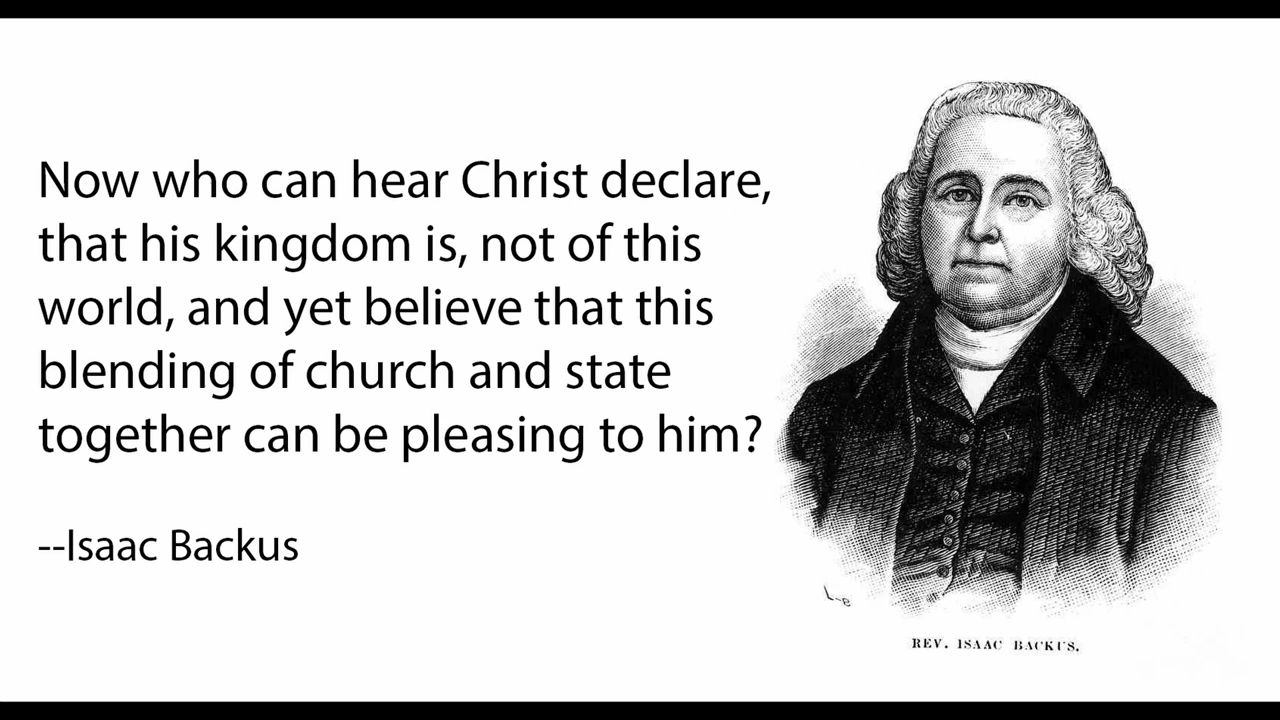 Now who can hear Christ declare,
that his kingdom is, not of this
world, and yet believe that this
blending of church and state
together can be pleasing to him?
--Isaac Backus
REV. ISAAC BACKUS.